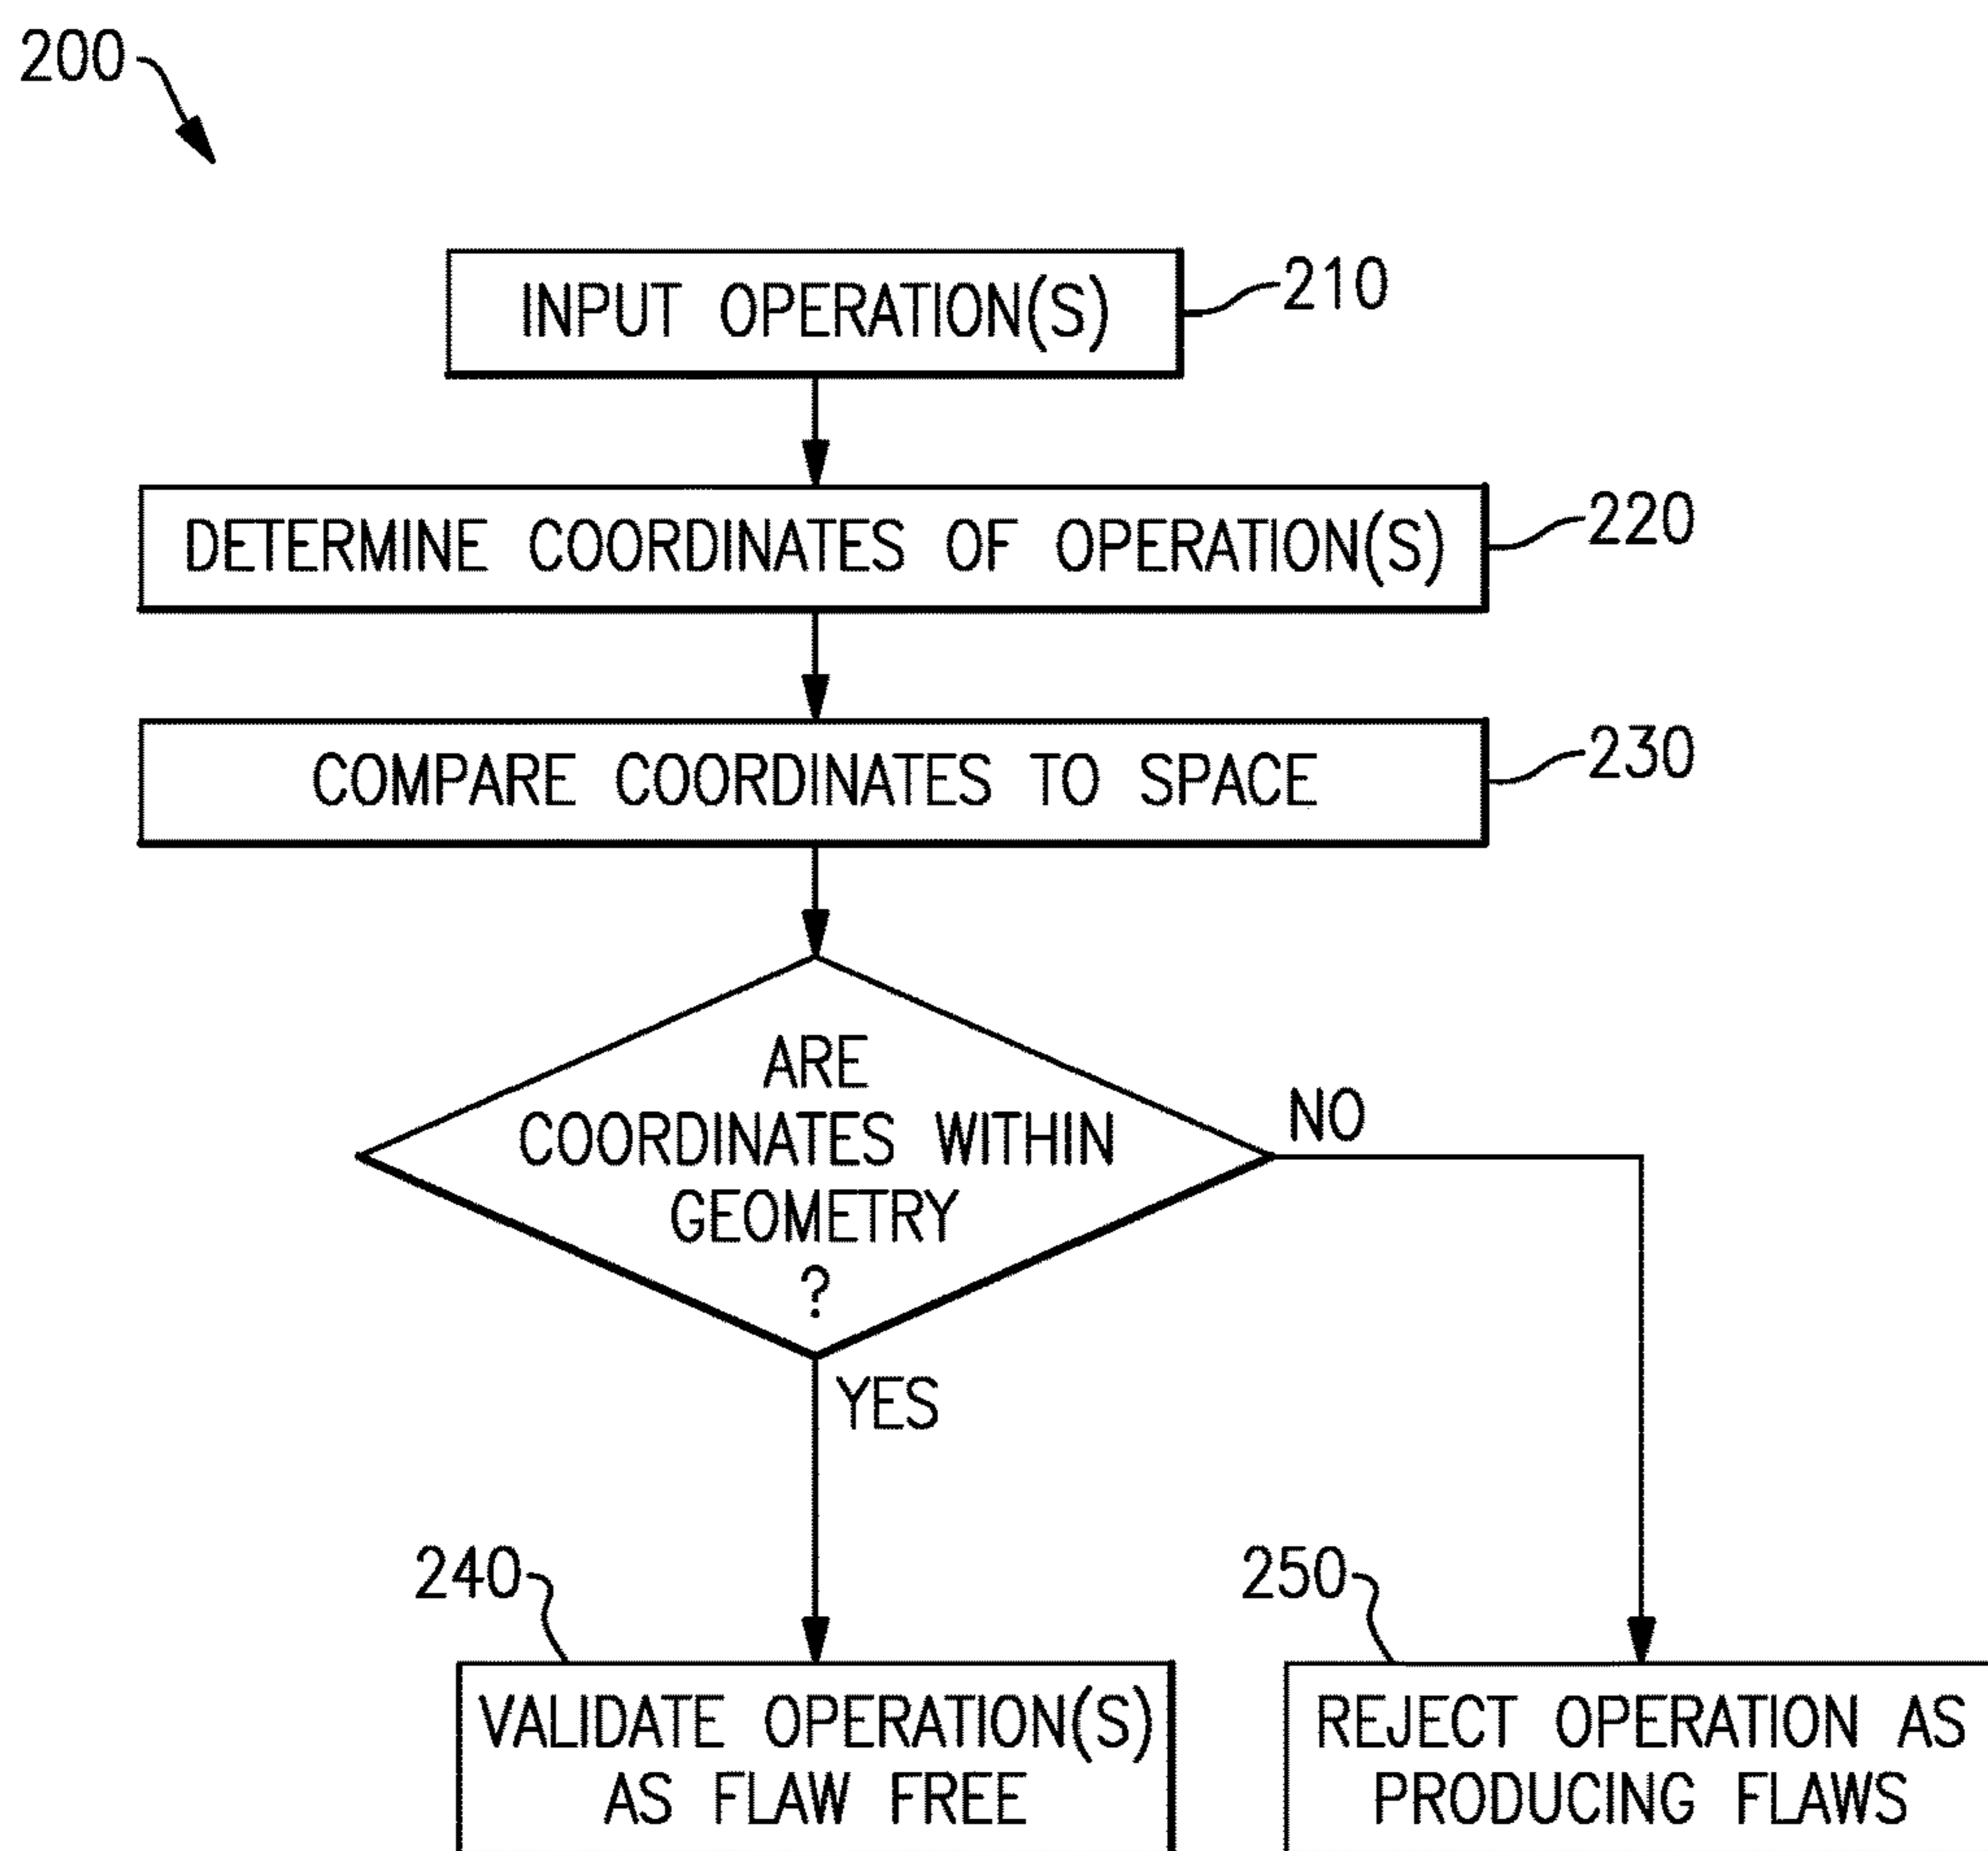 200
INPUT OPERATION(S)
210
DETERMINE COORDINATES OF OPERATION(S)
220
COMPARE COORDINATES TO SPACE
230
ARE
COORDINATES WITHIN
GEOMETRY
?
NO
YES
240
VALIDATE OPERATION(S)
AS FLAW FREE
250
REJECT OPERATION AS
PRODUCING FLAWS